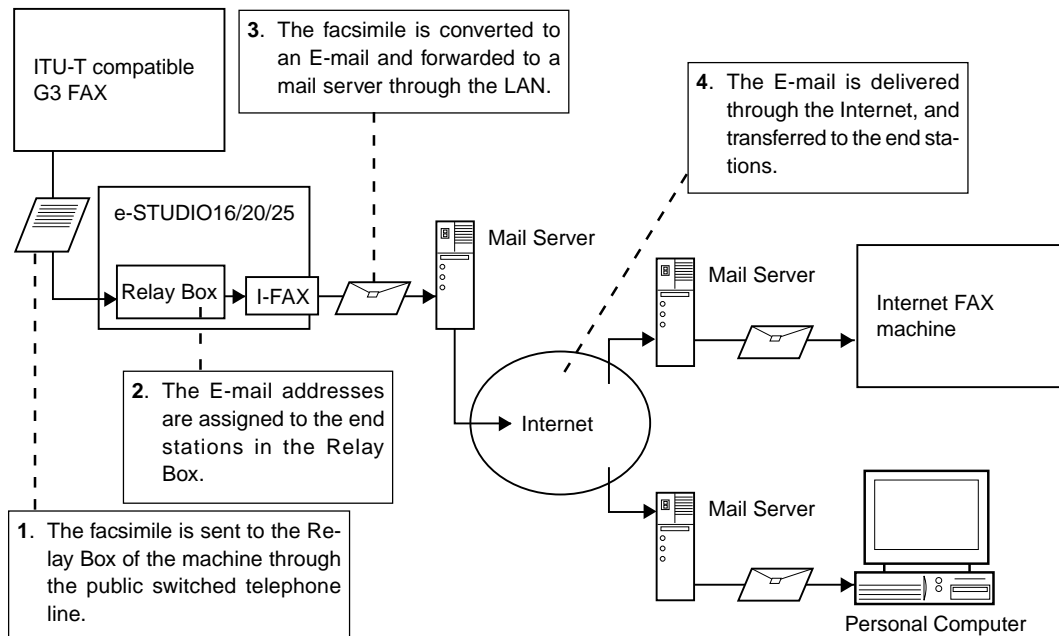 ITU-T compatible
G3 FAX
3. The facsimile is converted to
an E-mail and forwarded to a
mail server through the LAN.
4. The E-mail is delivered
through the Internet, and
transferred to the end sta-
tions.
e-STUDIO16/20/25
Relay Box
I-FAX
Mail Server
Mail Server
Internet FAX
machine
2. The E-mail addresses
are assigned to the end
stations in the Relay
Box.
Internet
1. The facsimile is sent to the Re-
lay Box of the machine through
the public switched telephone
line.
Mail Server
Personal Computer